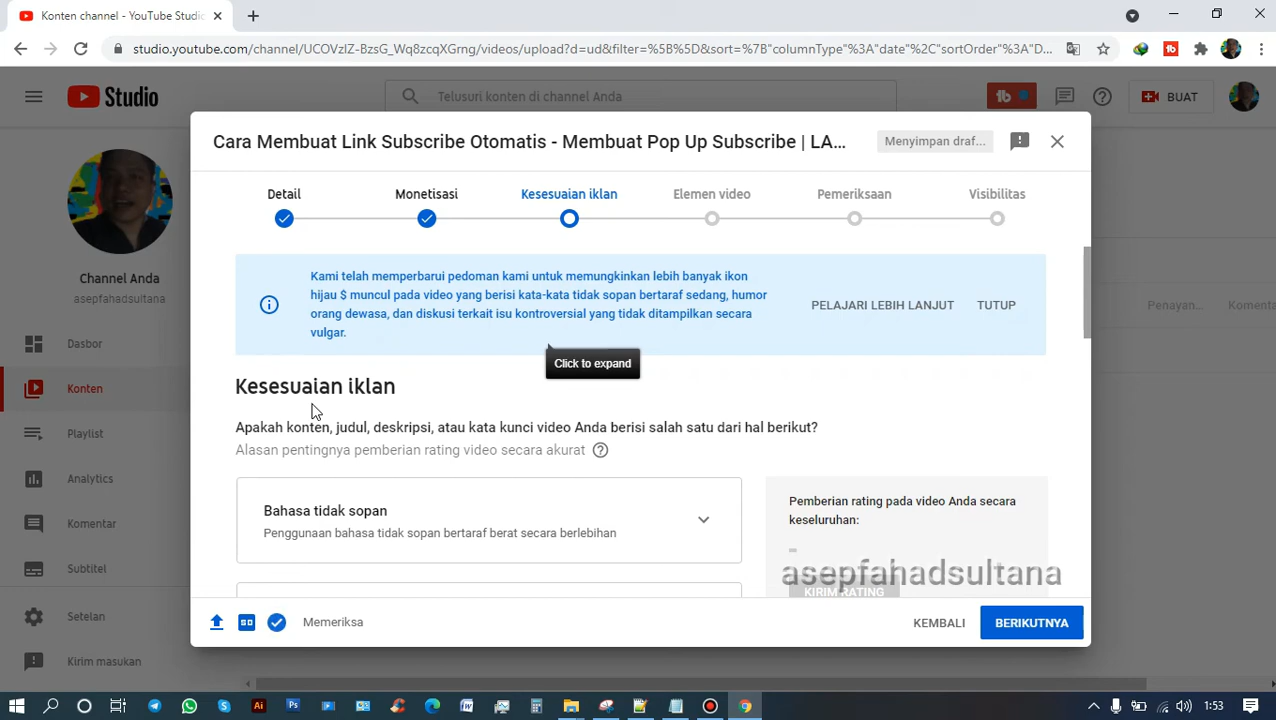 Konten channel - YouTube Studio
studio.youtube.com/channel/UCOVzIZ-BzsG_Wq8zcqXGrng/videos/upload?d=ud&filter=%5B%5D&sort=%7B"columnType"%3A"date"%2C"sortOrder"%3A"D...
Studio
Telusuri konten di channel Anda
tb
BUAT
Channel Anda
asepfahadsultana
Dasbor
Konten
Playlist
Analytics
Komentar
Subtitel
Setelan
Kirim masukan
Cara Membuat Link Subscribe Otomatis - Membuat Pop Up Subscribe | LA...
Menyimpan draf...
Detail
Monetisasi
Kesesuaian iklan
Elemen video
Pemeriksaan
Visibilitas
Kami telah memperbarui pedoman kami untuk memungkinkan lebih banyak ikon
hijau $ muncul pada video yang berisi kata-kata tidak sopan bertaraf sedang, humor
orang dewasa, dan diskusi terkait isu kontroversial yang tidak ditampilkan secara
vulgar.
PELAJARI LEBIH LANJUT
TUTUP
Click to expand
Kesesuaian iklan
Apakah konten, judul, deskripsi, atau kata kunci video Anda berisi salah satu dari hal berikut?
Alasan pentingnya pemberian rating video secara akurat
Bahasa tidak sopan
Penggunaan bahasa tidak sopan bertaraf berat secara berlebihan
Pemberian rating pada video Anda secara
keseluruhan:
–
asepfahadsultana
KIRIM RATING
SD
Memeriksa
KEMBALI
BERIKUTNYA
Penayan...
Komenta
1:53